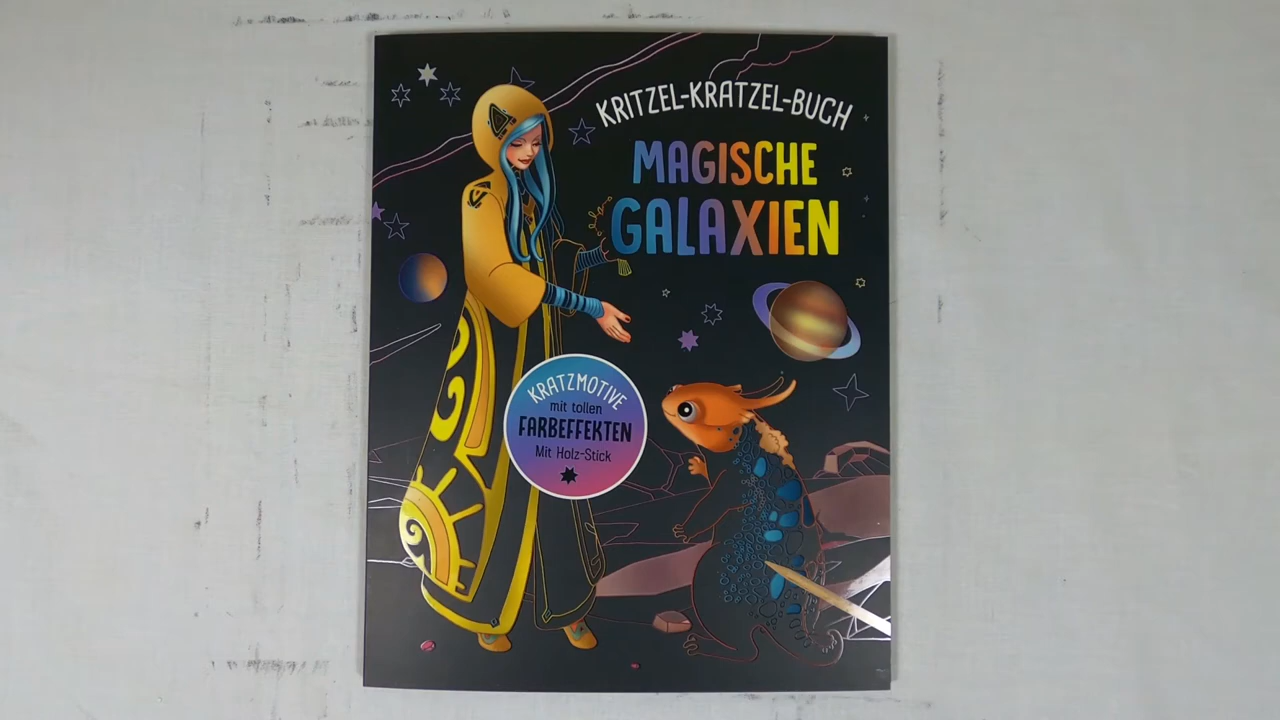 KRITZEL-KRATZEL-BUCH
MAGISCHE
GALAXIEN
KRATZMOTIVE
mit tollen
FARBEFFEKTEN
Mit Holz-Stick